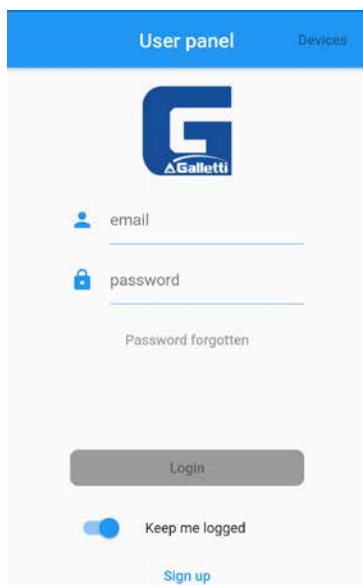 User panel
Devices
Galletti
email
password
Password forgotten
Login
Keep me logged
Sign up